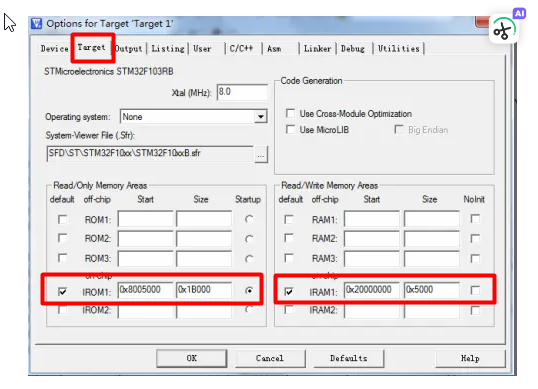 AI
Options for Target 'Target 1'
Device Target Output Listing User C/C++ Asm Linker Debug Utilities
STMicroelectronics STM32F103RB
Code Generation
Xtal (MHz): 8.0
Operating system: None
Use Cross-Module Optimization
Use MicroLIB Big Endian
System-Viewer File (.Sfr):
SFD\ST\STM32F10xx\STM32F10xxB.sfr ...
Read/Only Memory Areas
default off-chip Start Size Startup
ROM1:
ROM2:
ROM3:
on-chip
IROM1: 0x8005000 0x1B000
IROM2:
Read/Write Memory Areas
default off-chip Start Size NoInit
RAM1:
RAM2:
RAM3:
on-chip
IRAM1: 0x20000000 0x5000
IRAM2:
OK Cancel Defaults Help